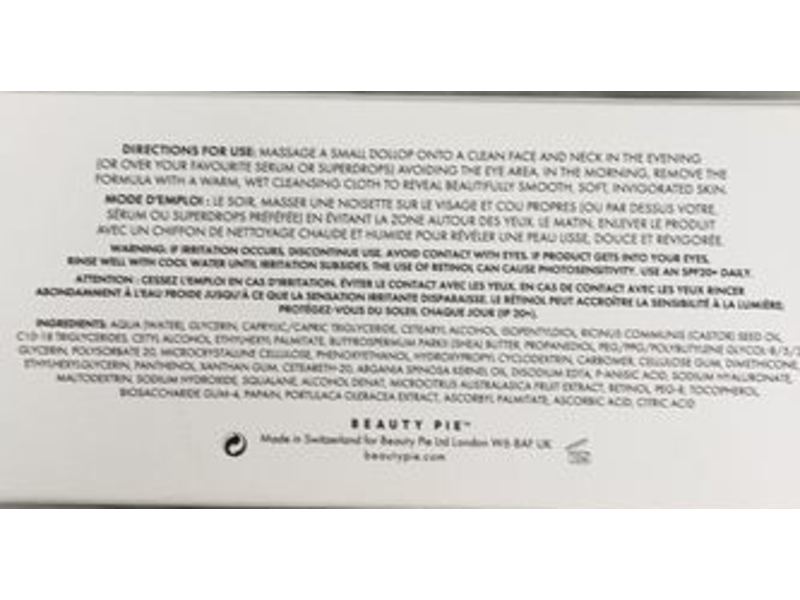 DIRECTIONS FOR USE: MASSAGE A SMALL DOLLOP ONTO A CLEAN FACE AND NECK IN THE EVENING
(OR OVER YOUR FAVOURITE SERUM OR SUPERDROPS) AVOIDING THE EYE AREA. IN THE MORNING, REMOVE THE
FORMULA WITH A WARM, WET CLEANSING CLOTH TO REVEAL BEAUTIFULLY SMOOTH, SOFT, INVIGORATED SKIN.
MODE D'EMPLOI : LE SOIR, MASSER UNE NOISETTE SUR LE VISAGE ET COU PROPRES (OU PAR DESSUS VOTRE
SÉRUM OU SUPERDROPS PRÉFÉFÉE) EN ÉVITANT LA ZONE AUTOUR DES YEUX. LE MATIN, ENLEVER LE PRODUIT
AVEC UN CHIFFON DE NETTOYAGE CHAUDE ET HUMIDE POUR RÉVÉLER UNE PEAU LISSE, DOUCE ET REVIGORÉE.
WARNING: IF IRRITATION OCCURS, DISCONTINUE USE. AVOID CONTACT WITH EYES. IF PRODUCT GETS INTO YOUR EYES,
RINSE WELL WITH COOL WATER UNTIL IRRITATION SUBSIDES. THE USE OF RETINOL CAN CAUSE PHOTOSENSITIVITY. USE AN SPF20+ DAILY.
ATTENTION : CESSEZ L'EMPLOI EN CAS D'IRRITATION. ÉVITER LE CONTACT AVEC LES YEUX. EN CAS DE CONTACT AVEC LES YEUX RINCER
ABONDAMMENT À L'EAU FROIDE JUSQU'À CE QUE LA SENSATION IRRITANTE DISPARAISSE. LE RÉTINOL PEUT ACCROÎTRE LA SENSIBILITÉ À LA LUMIÈRE;
PROTÉGEZ-VOUS DU SOLEIL CHAQUE JOUR (IP 20+).
INGREDIENTS: AQUA (WATER), GLYCERIN, CAPRYLIC/CAPRIC TRIGLYCERIDE, CETEARYL ALCOHOL, ISOPENTYLDIOL, RICINUS COMMUNIS (CASTOR) SEED OIL,
C10-18 TRIGLYCERIDES, CETYL ALCOHOL, ETHYLHEXYL PALMITATE, BUTYROSPERMUM PARKII (SHEA) BUTTER, PROPANEDIOL, PEG/PPG/POLYBUTYLENE GLYCOL-8/5/3
GLYCERIN, POLYSORBATE 20, MICROCRYSTALLINE CELLULOSE, PHENOXYETHANOL, HYDROXYPROPYL CYCLODEXTRIN, CARBOMER, CELLULOSE GUM, DIMETHICONE,
ETHYLHEXYLGLYCERIN, PANTHENOL, XANTHAN GUM, CETEARETH-20, ARGANIA SPINOSA KERNEL OIL, DISODIUM EDTA, P-ANISIC ACID, SODIUM HYALURONATE,
MALTODEXTRIN, SODIUM HYDROXIDE, SQUALANE, ALCOHOL DENAT, MICROCITRUS AUSTRALASICA FRUIT EXTRACT, RETINOL, PEG-8, TOCOPHEROL,
BIOSACCHARIDE GUM-4, PAPAIN, PORTULACA OLERACEA EXTRACT, ASCORBYL PALMITATE, ASCORBIC ACID, CITRIC ACID
BEAUTY PIE™
Made in Switzerland for Beauty Pie Ltd London W6 8AF UK
beautypie.com